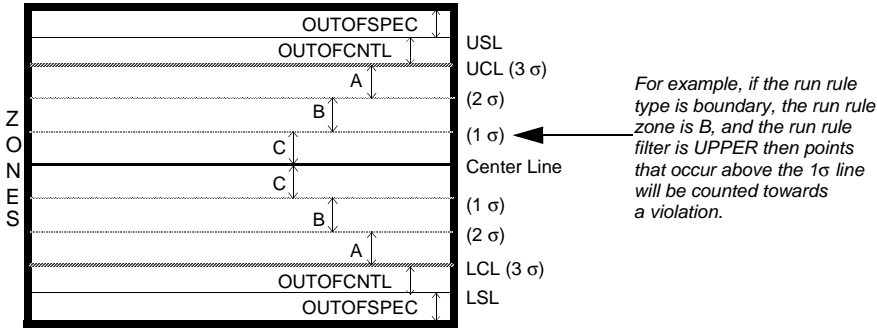 OUTOFSPEC
USL
OUTOFCNTL
UCL (3 σ)
A
(2 σ)
B
(1 σ)
C
Center Line
C
(1 σ)
B
(2 σ)
A
LCL (3 σ)
OUTOFCNTL
LSL
OUTOFSPEC
ZONES
For example, if the run rule
type is boundary, the run rule
zone is B, and the run rule
filter is UPPER then points
that occur above the 1σ line
will be counted towards
a violation.